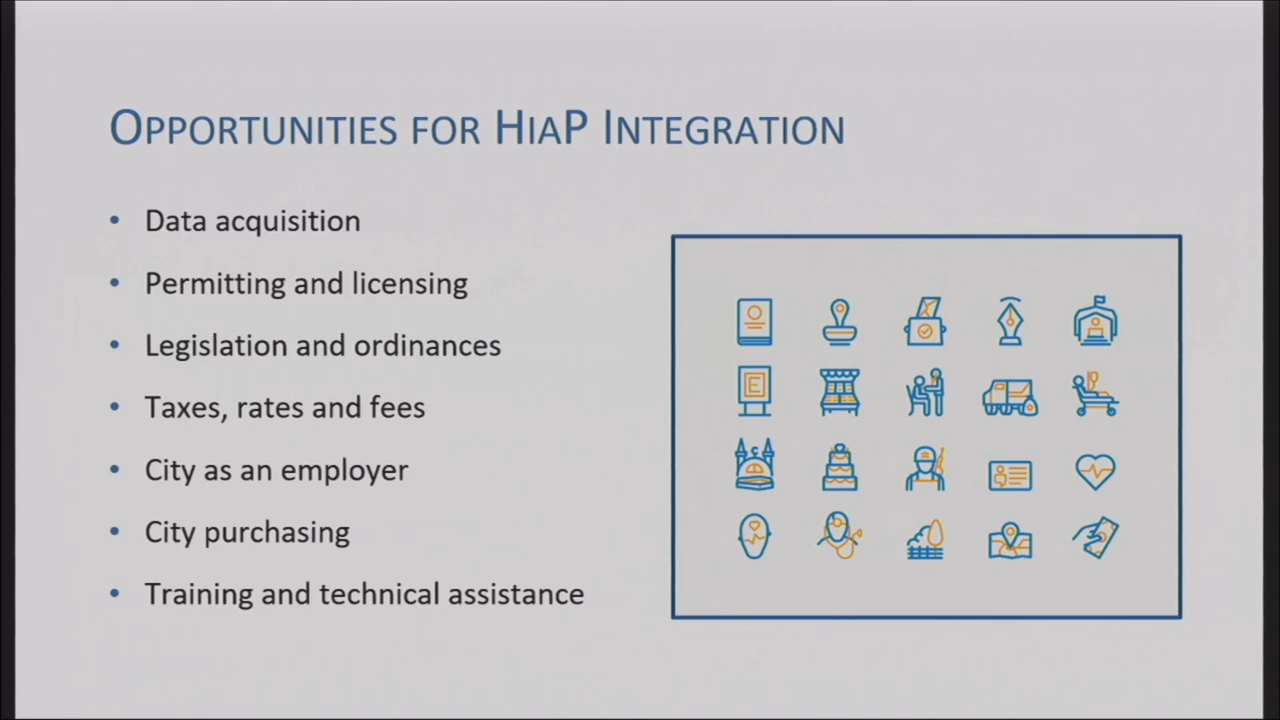 Opportunities for HiaP Integration
• Data acquisition
• Permitting and licensing
• Legislation and ordinances
• Taxes, rates and fees
• City as an employer
• City purchasing
• Training and technical assistance
E